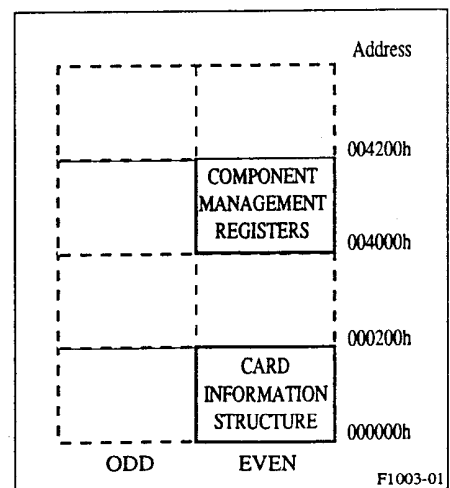 Address
004200h
COMPONENT
MANAGEMENT
REGISTERS
004000h
000200h
CARD
INFORMATION
STRUCTURE
000000h
ODD EVEN
F1003-01